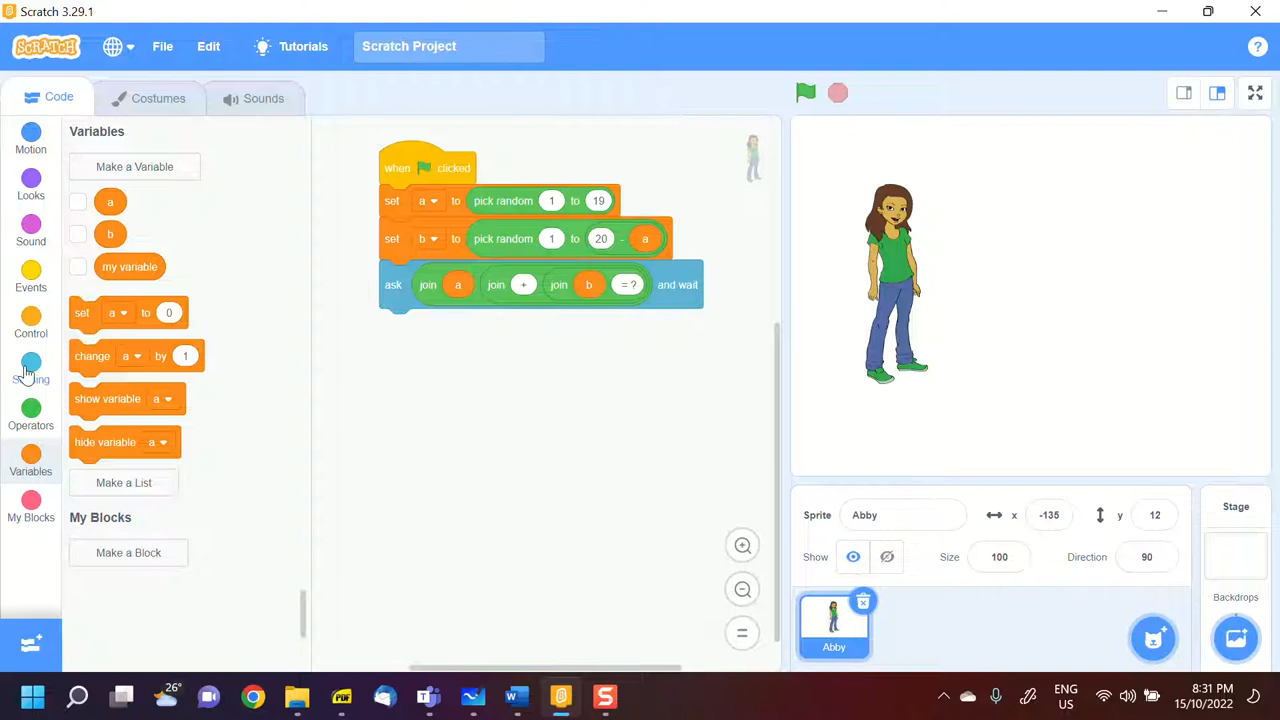 Scratch 3.29.1
SCRATCH File Edit Tutorials Scratch Project ?
Code Costumes Sounds
Motion
Looks
Sound
Events
Control
Operators
Variables
My Blocks
Variables
Make a Variable
a
b
my variable
set a to 0
change a by 1
show variable a
hide variable a
Make a List
My Blocks
Make a Block
when clicked
set a to pick random 1 to 19
set b to pick random 1 to 20 - a
ask join a join + join b = ? and wait
Sprite Abby x -135 y 12
Show Size 100 Direction 90
Abby
Stage
Backdrops
26°
PDF
W
S
ENG
US
8:31 PM
15/10/2022